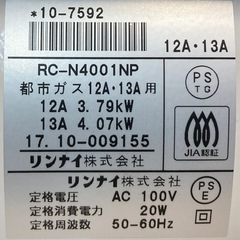 *10-7592
12A・13A
RC-N4001NP
都市ガス12A・13A用
12A 3.79kW
13A 4.07kW
17.10-009155
リンナイ株式会社
PS
TG
JIA認証
リンナイ株式会社
定格電圧 AC 100V
定格消費電力 20W
定格周波数 50-60Hz
PS
E